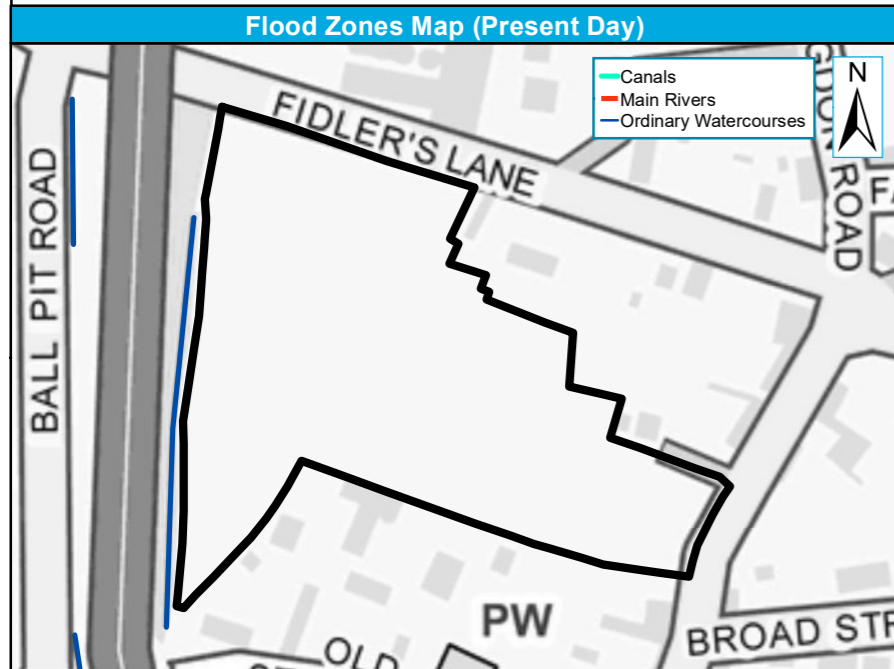 Flood Zones Map (Present Day)
Canals
Main Rivers
Ordinary Watercourses
N
FIDLER'S LANE
ROAD
BALL PIT ROAD
PW
BROAD
OLD